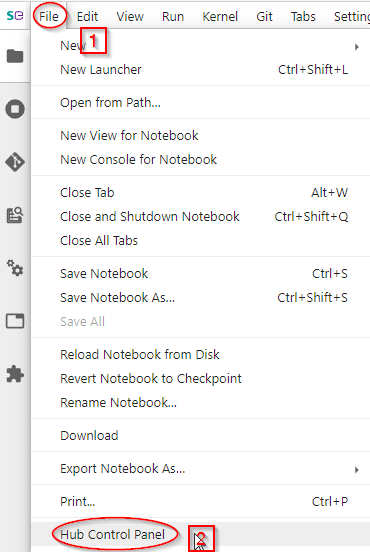 se File Edit View Run Kernel Git Tabs Setting
1
New
New Launcher Ctrl+Shift+L
Open from Path...
New View for Notebook
New Console for Notebook
Close Tab Alt+W
Close and Shutdown Notebook Ctrl+Shift+Q
Close All Tabs
Save Notebook Ctrl+S
Save Notebook As... Ctrl+Shift+S
Save All
Reload Notebook from Disk
Revert Notebook to Checkpoint
Rename Notebook...
Download
Export Notebook As...
Print... Ctrl+P
Hub Control Panel 2